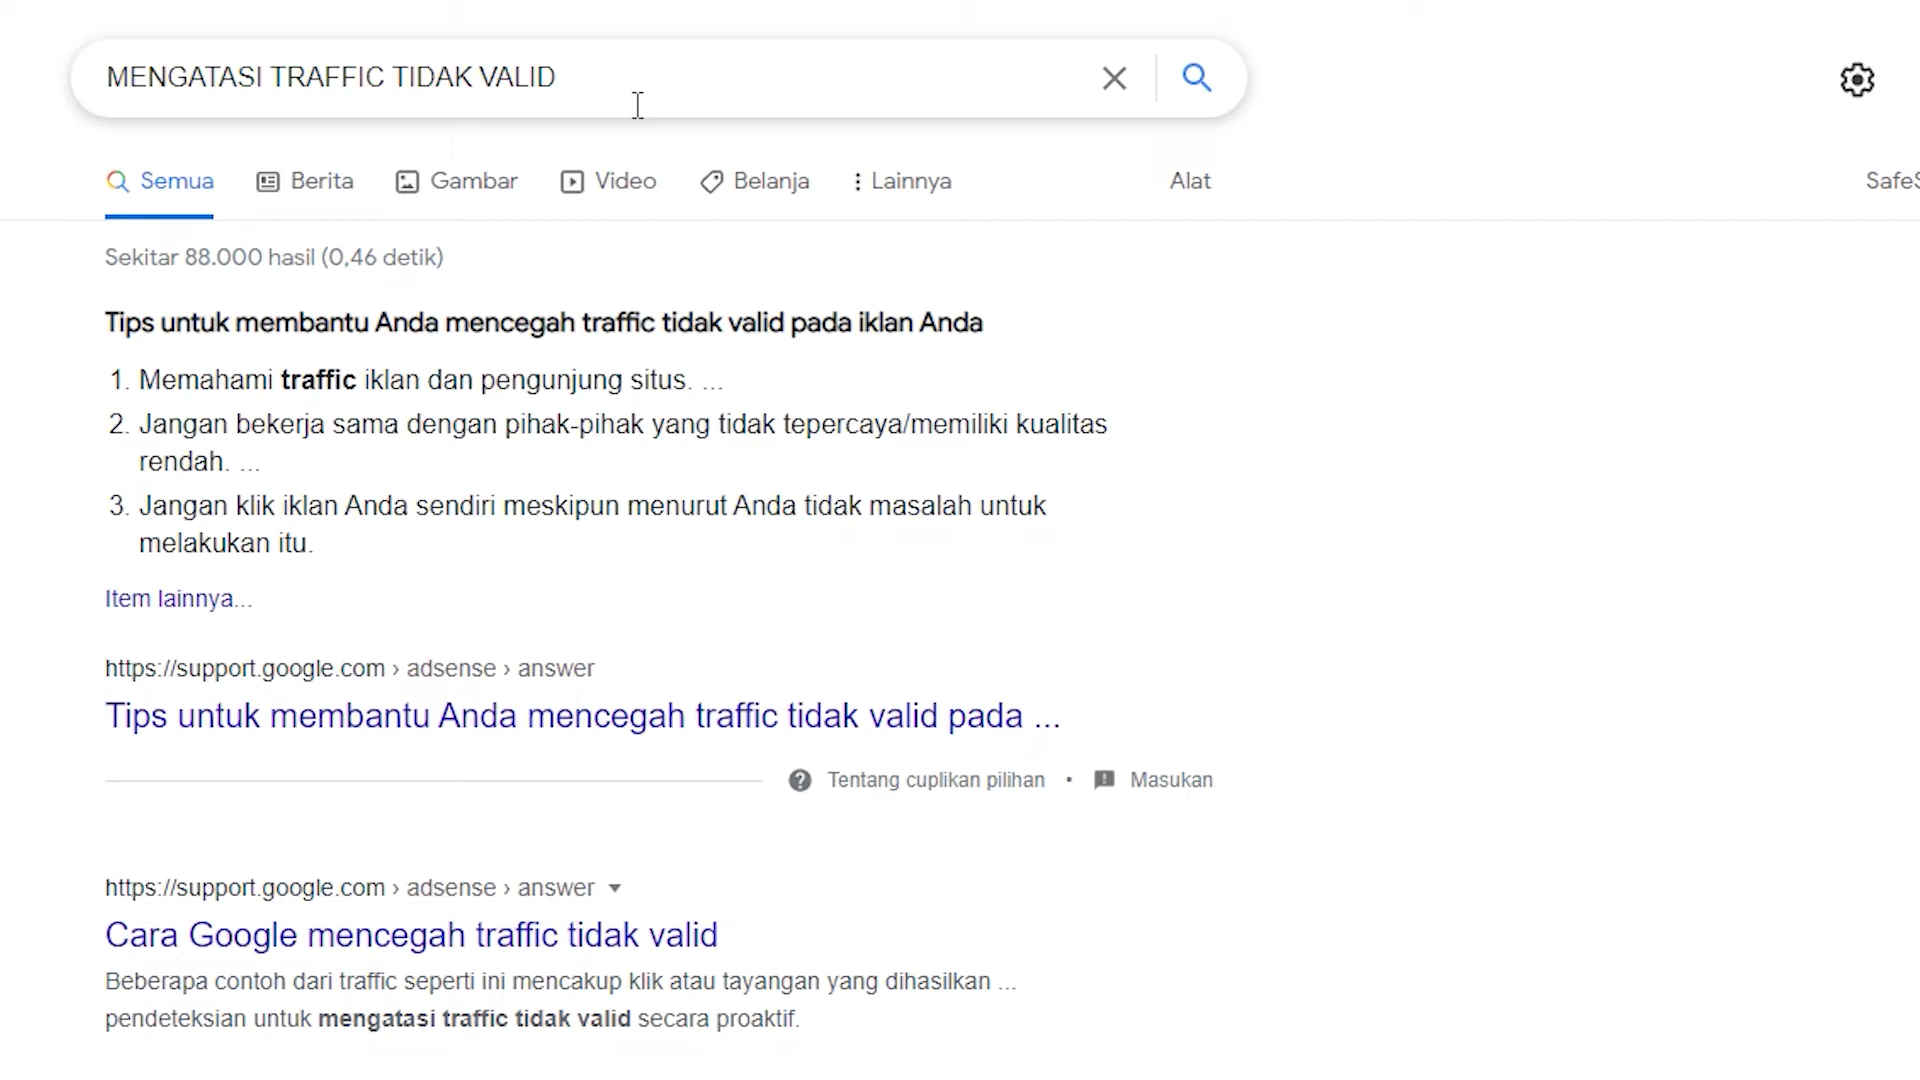 MENGATASI TRAFFIC TIDAK VALID
Semua Berita Gambar Video Belanja Lainnya Alat SafeS
Sekitar 88.000 hasil (0,46 detik)
Tips untuk membantu Anda mencegah traffic tidak valid pada iklan Anda
1. Memahami traffic iklan dan pengunjung situs. ...
2. Jangan bekerja sama dengan pihak-pihak yang tidak tepercaya/memiliki kualitas
rendah. ...
3. Jangan klik iklan Anda sendiri meskipun menurut Anda tidak masalah untuk
melakukan itu.
Item lainnya...
https://support.google.com › adsense › answer
Tips untuk membantu Anda mencegah traffic tidak valid pada ...
Tentang cuplikan pilihan • Masukan
https://support.google.com › adsense › answer
Cara Google mencegah traffic tidak valid
Beberapa contoh dari traffic seperti ini mencakup klik atau tayangan yang dihasilkan ...
pendeteksian untuk mengatasi traffic tidak valid secara proaktif.